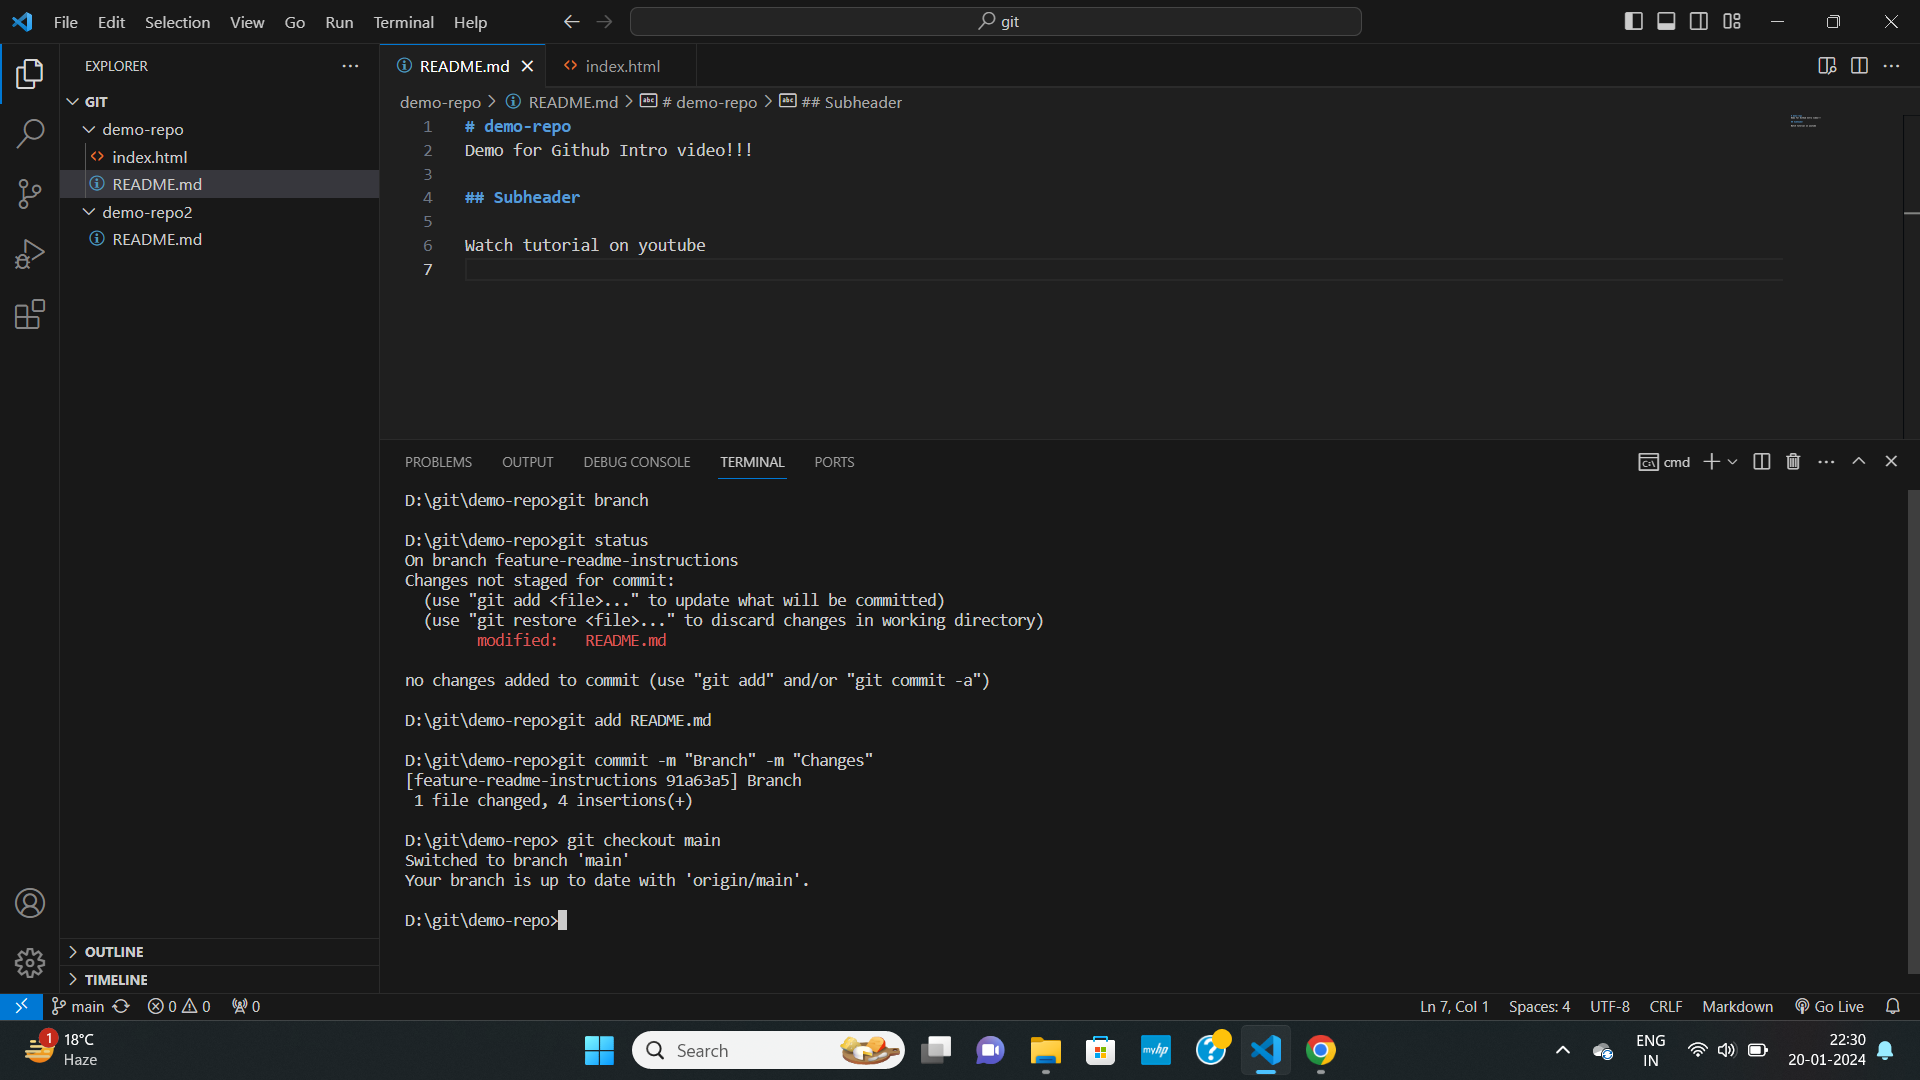 File Edit Selection View Go Run Terminal Help
git
EXPLORER
GIT
demo-repo
index.html
README.md
demo-repo2
README.md
OUTLINE
TIMELINE
README.md
index.html
demo-repo > README.md > # demo-repo > ## Subheader
1 # demo-repo
2 Demo for Github Intro video!!!
3
4 ## Subheader
5
6 Watch tutorial on youtube
7
PROBLEMS OUTPUT DEBUG CONSOLE TERMINAL PORTS
cmd
D:\git\demo-repo>git branch
D:\git\demo-repo>git status
On branch feature-readme-instructions
Changes not staged for commit:
(use "git add <file>..." to update what will be committed)
(use "git restore <file>..." to discard changes in working directory)
modified: README.md
no changes added to commit (use "git add" and/or "git commit -a")
D:\git\demo-repo>git add README.md
D:\git\demo-repo>git commit -m "Branch" -m "Changes"
[feature-readme-instructions 91a63a5] Branch
1 file changed, 4 insertions(+)
D:\git\demo-repo> git checkout main
Switched to branch 'main'
Your branch is up to date with 'origin/main'.
D:\git\demo-repo>
main 0 0 0
Ln 7, Col 1 Spaces: 4 UTF-8 CRLF Markdown Go Live
1
18°C
Haze
Search
myhp
ENG
IN
22:30
20-01-2024